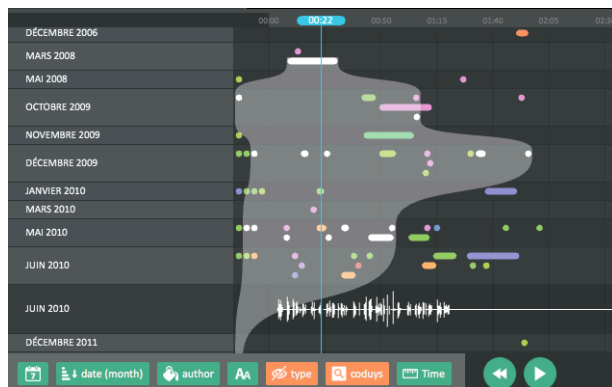 00:00 00:22 00:50 01:15 01:40 02:05
DÉCEMBRE 2006
MARS 2008
MAI 2008
OCTOBRE 2009
NOVEMBRE 2009
DÉCEMBRE 2009
JANVIER 2010
MARS 2010
MAI 2010
JUIN 2010
JUIN 2010
DÉCEMBRE 2011
7 date (month) author AA type coduys Time